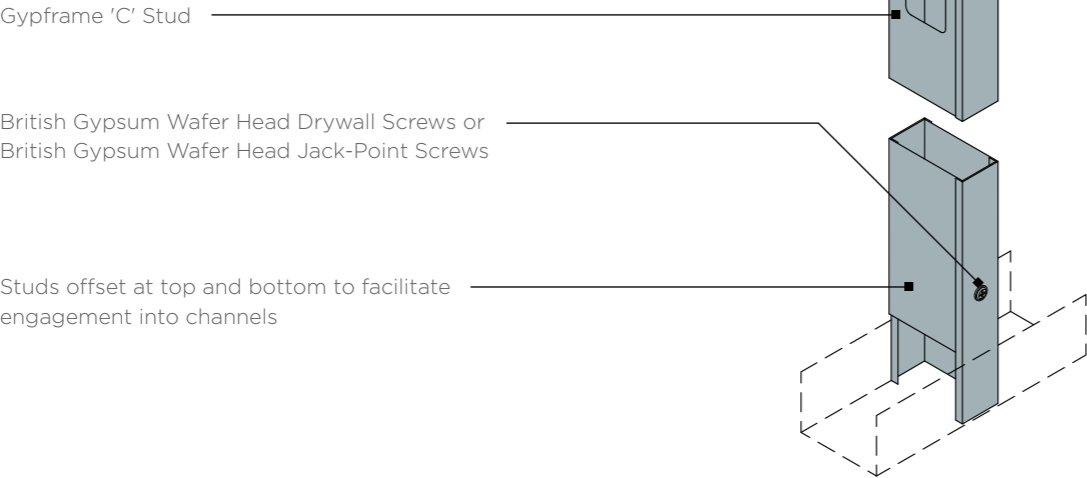 Gypframe 'C' Stud
British Gypsum Wafer Head Drywall Screws or
British Gypsum Wafer Head Jack-Point Screws
Studs offset at top and bottom to facilitate
engagement into channels